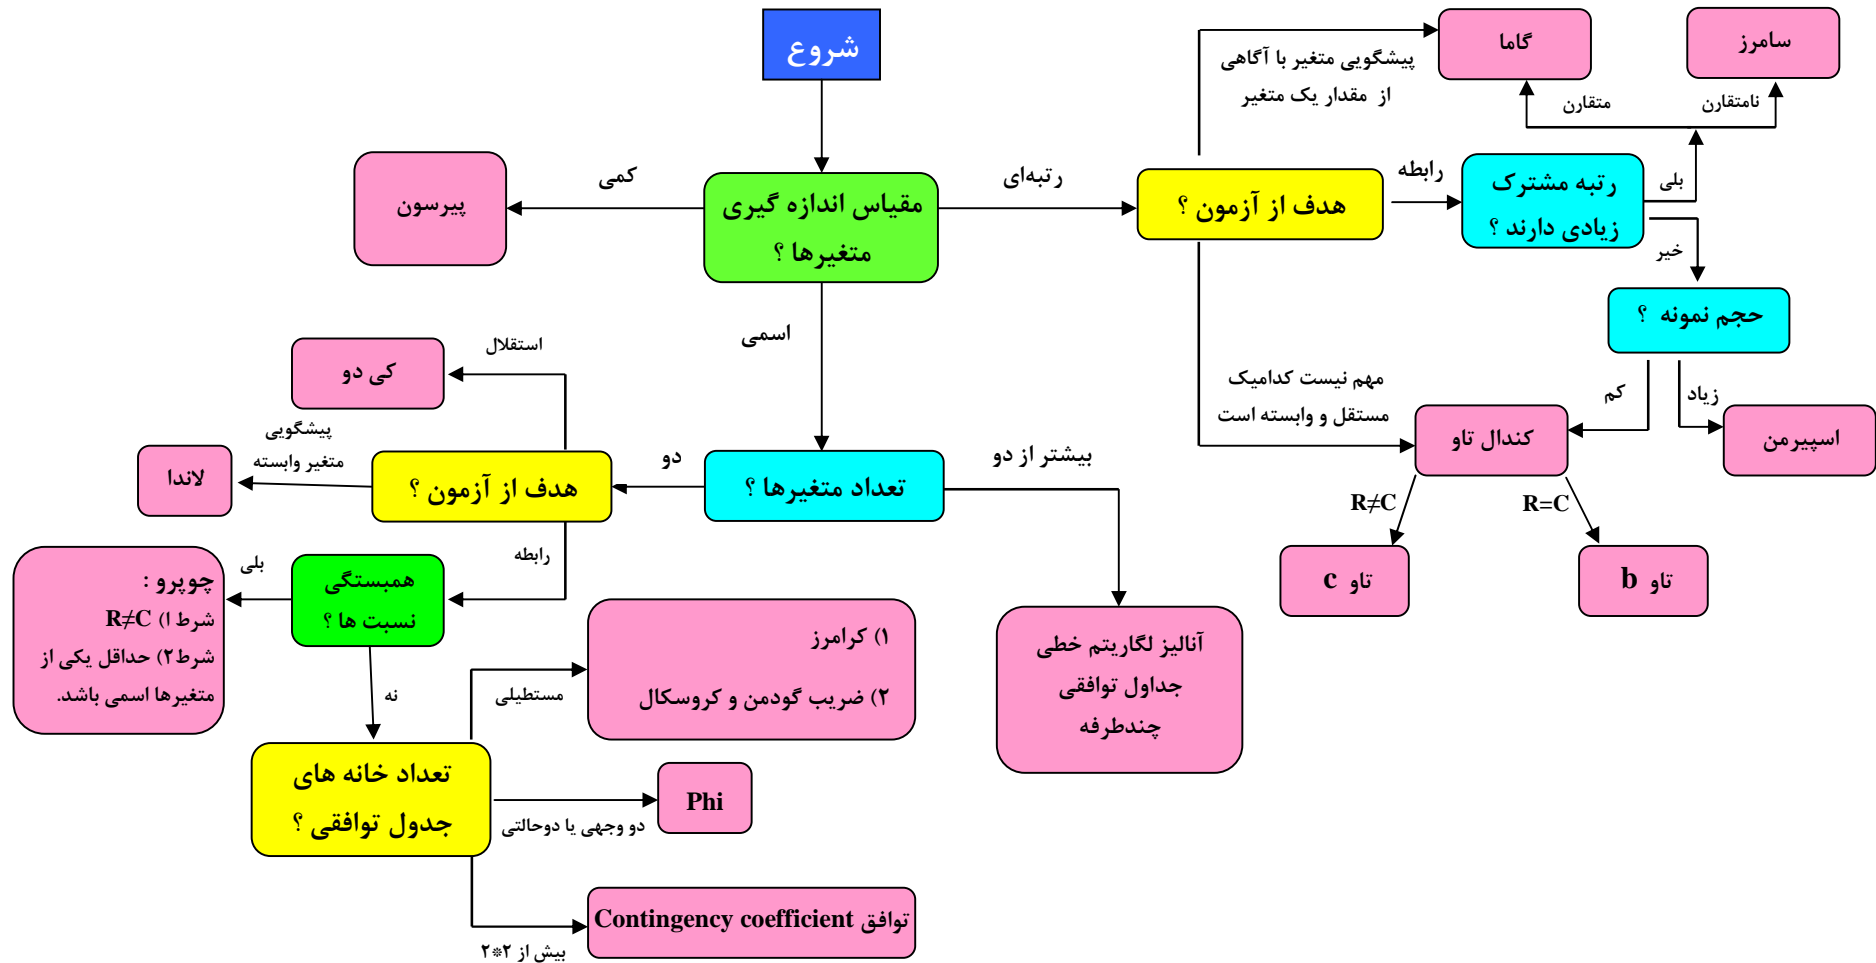 شروع
گاما
سامرز
پیشگویی متغیر با آگاهی
از مقدار یک متغیر
متقارن
نامتقارن
پیرسون
کمی
مقیاس اندازه گیری
متغیرها ؟
رتبه‌ای
هدف از آزمون ؟
رابطه
رتبه مشترک
زیادی دارند ؟
بلی
خیر
حجم نمونه ؟
کم
زیاد
اسمی
استقلال
کی دو
مهم نیست کدامیک
مستقل و وابسته است
کندال تاو
اسپیرمن
پیشگویی
متغیر وابسته
لاندا
هدف از آزمون ؟
دو
تعداد متغیرها ؟
بیشتر از دو
R≠C
R=C
تاو c
تاو b
رابطه
همبستگی
نسبت ها ؟
بلی
چوپرو :
شرط ۱) R≠C
شرط۲) حداقل یکی از
متغیرها اسمی باشد.
نه
مستطیلی
۱) کرامرز
۲) ضریب گودمن و کروسکال
آنالیز لگاریتم خطی
جداول توافقی
چندطرفه
تعداد خانه های
جدول توافقی ؟
دو وجهی یا دوحالتی
Phi
توافق Contingency coefficient
بیش از ۲*۲